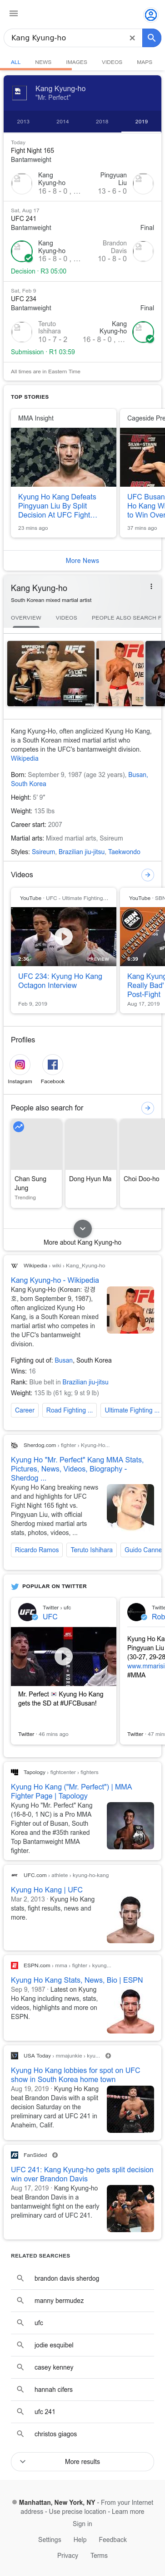 Kang Kyung-ho
ALL NEWS IMAGES VIDEOS MAPS
Kang Kyung-ho
"Mr. Perfect"
2013 2014 2018 2019
Today
Fight Night 165
Bantamweight
Kang Kyung-ho
16 - 8 - 0 , ...
Pyungyuan Liu
13 - 6 - 0
Sat, Aug 17
UFC 241
Bantamweight Final
Kang Kyung-ho
16 - 8 - 0 , ...
Brandon Davis
10 - 8 - 0
Decision · R3 05:00
Sat, Feb 9
UFC 234
Bantamweight Final
Teruto Ishihara
10 - 7 - 2
Kang Kyung-ho
16 - 8 - 0 , ...
Submission · R1 03:59
All times are in Eastern Time
TOP STORIES
MMA Insight
Kyung Ho Kang Defeats
Pingyuan Liu By Split
Decision At UFC Fight...
23 mins ago
Cageside Pre
UFC Busan
Ho Kang W
to Win Over
37 mins ago
More News
Kang Kyung-ho
South Korean mixed martial artist
OVERVIEW VIDEOS PEOPLE ALSO SEARCH F
Kang Kyung-Ho, often anglicized Kyung Ho Kang,
is a South Korean mixed martial artist who
competes in the UFC's bantamweight division.
Wikipedia
Born: September 9, 1987 (age 32 years), Busan,
South Korea
Height: 5′ 9″
Weight: 135 lbs
Career start: 2007
Martial arts: Mixed martial arts, Ssireum
Styles: Ssireum, Brazilian jiu-jitsu, Taekwondo
Videos
YouTube · UFC - Ultimate Fighting...
2:36
UFC 234: Kyung Ho Kang
Octagon Interview
Feb 9, 2019
YouTube
6:39
Kang Kyung
Really Bad'
Post-Fight
Aug 17, 2019
Profiles
Instagram Facebook
People also search for
Chan Sung Jung
Trending
Dong Hyun Ma
Choi Doo-ho
More about Kang Kyung-ho
Wikipedia › wiki › Kang_Kyung-Ho
Kang Kyung-ho - Wikipedia
Kang Kyung-Ho (Korean: 강경
호, born September 9, 1987),
often anglicized Kyung Ho
Kang, is a South Korean mixed
martial artist who competes in
the UFC's bantamweight
division.
Fighting out of: Busan, South Korea
Wins: 16
Rank: Blue belt in Brazilian jiu-jitsu
Weight: 135 lb (61 kg; 9 st 9 lb)
Career Road Fighting ... Ultimate Fighting ...
Sherdog.com › fighter › Kyung-Ho...
Kyung Ho "Mr. Perfect" Kang MMA Stats,
Pictures, News, Videos, Biography -
Sherdog ...
Kyung Ho Kang breaking news
and and highlights for UFC
Fight Night 165 fight vs.
Pingyuan Liu, with official
Sherdog mixed martial arts
stats, photos, videos, ...
Ricardo Ramos Teruto Ishihara Guido Canne
POPULAR ON TWITTER
Twitter › ufc
UFC
Mr. Perfect 🇰🇷 Kyung Ho Kang
gets the SD at #UFCBusan!
Twitter · 46 mins ago
Twitte
Rob
Kyung Ho Ka
Pingyuan Liu
(30-27, 29-28
www.mmanis
#MMA
Twitter · 47 min
Tapology › fightcenter › fighters
Kyung Ho Kang ("Mr. Perfect") | MMA
Fighter Page | Tapology
Kyung Ho "Mr. Perfect" Kang
(16-8-0, 1 NC) is a Pro MMA
Fighter out of Busan, South
Korea and the #35th ranked
Top Bantamweight MMA
fighter.
UFC.com › athlete › kyung-ho-kang
Kyung Ho Kang | UFC
Mar 2, 2013 · Kyung Ho Kang
stats, fight results, news and
more.
ESPN.com › mma › fighter › kyung...
Kyung Ho Kang Stats, News, Bio | ESPN
Sep 9, 1987 · Latest on Kyung
Ho Kang including news, stats,
videos, highlights and more on
ESPN.
USA Today › mmajunkie › kyu...
Kyung Ho Kang lobbies for spot on UFC
show in South Korea home town
Aug 19, 2019 · Kyung Ho Kang
beat Brandon Davis with a split
decision Saturday on the
preliminary card at UFC 241 in
Anaheim, Calif.
FanSided
UFC 241: Kang Kyung-ho gets split decision
win over Brandon Davis
Aug 17, 2019 · Kang Kyung-ho
beat Brandon Davis in a
bantamweight fight on the early
preliminary card of UFC 241.
RELATED SEARCHES
brandon davis sherdog
manny bermudez
ufc
jodie esquibel
casey kenney
hannah cifers
ufc 241
christos giagos
More results
Manhattan, New York, NY - From your Internet
address - Use precise location - Learn more
Sign in
Settings Help Feedback
Privacy Terms